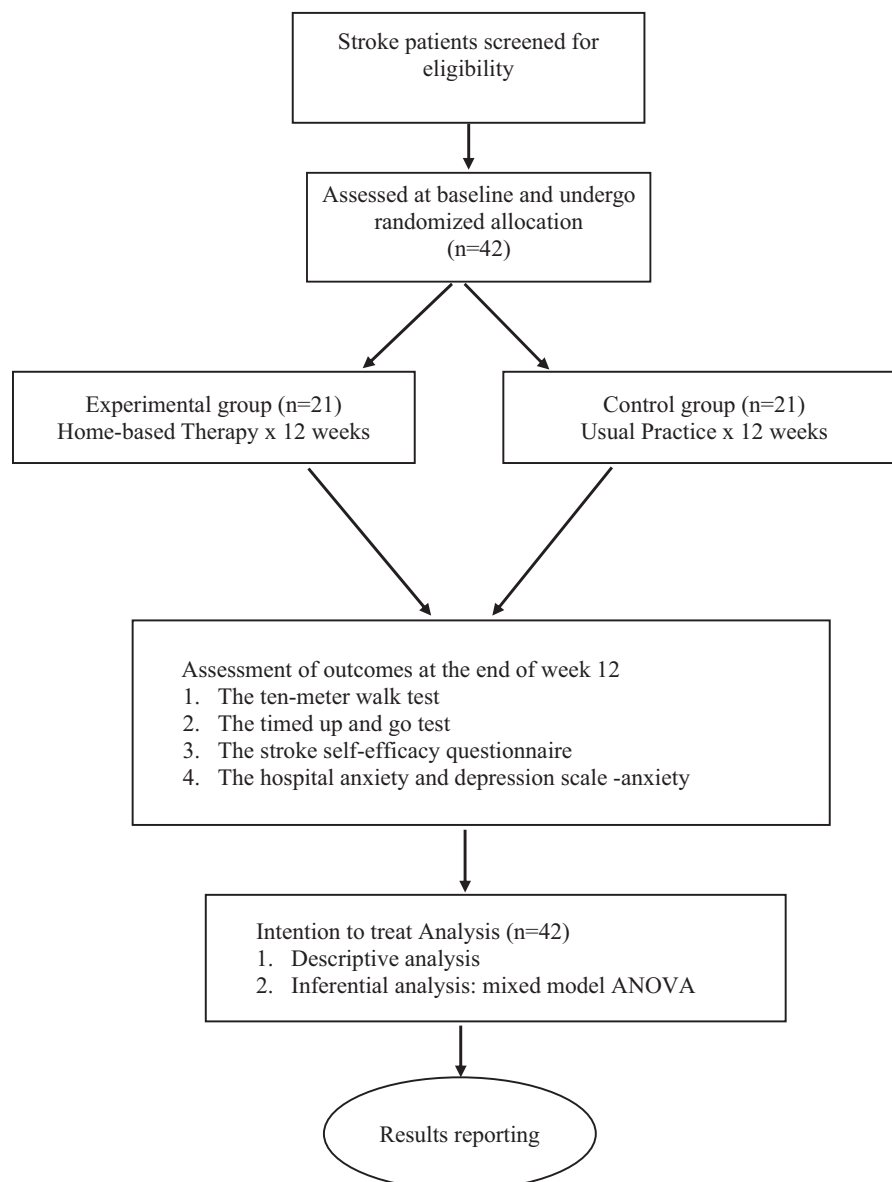 Stroke patients screened for
eligibility
Assessed at baseline and undergo
randomized allocation
(n=42)
Experimental group (n=21)
Home-based Therapy x 12 weeks
Control group (n=21)
Usual Practice x 12 weeks
Assessment of outcomes at the end of week 12
1. The ten-meter walk test
2. The timed up and go test
3. The stroke self-efficacy questionnaire
4. The hospital anxiety and depression scale -anxiety
Intention to treat Analysis (n=42)
1. Descriptive analysis
2. Inferential analysis: mixed model ANOVA
Results reporting